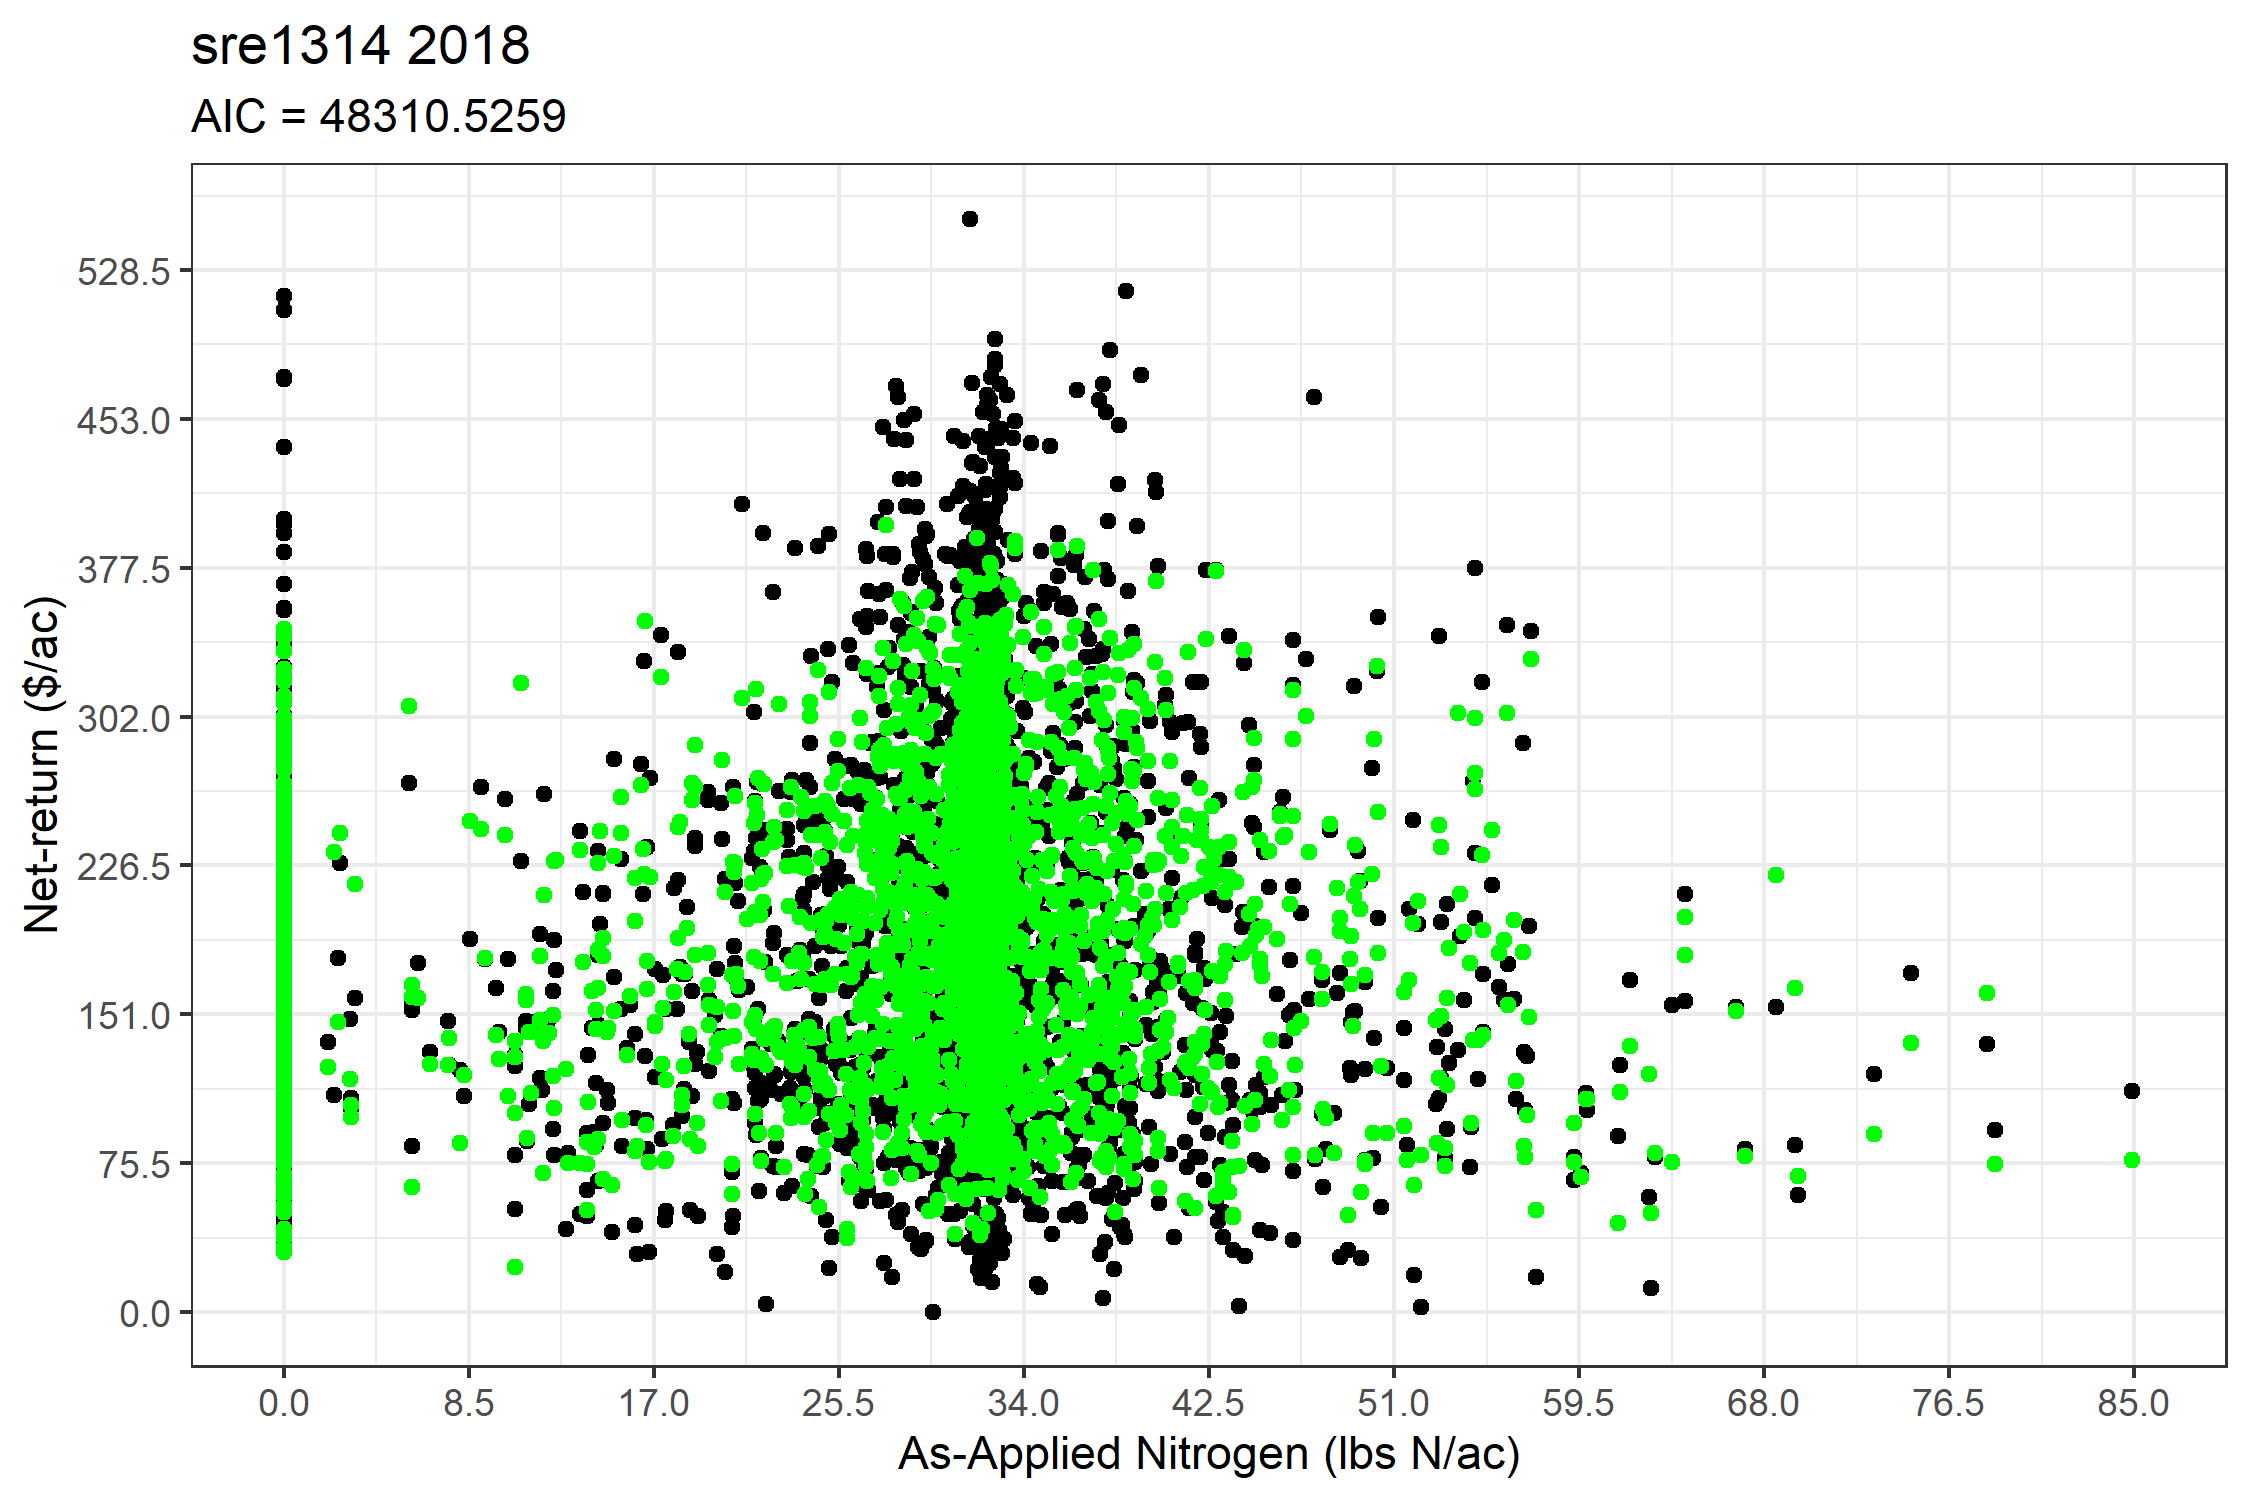 sre1314 2018
AIC = 48310.5259
528.5
453.0
377.5
302.0
226.5
151.0
75.5
0.0
Net-return ($/ac)
0.0 8.5 17.0 25.5 34.0 42.5 51.0 59.5 68.0 76.5 85.0
As-Applied Nitrogen (lbs N/ac)